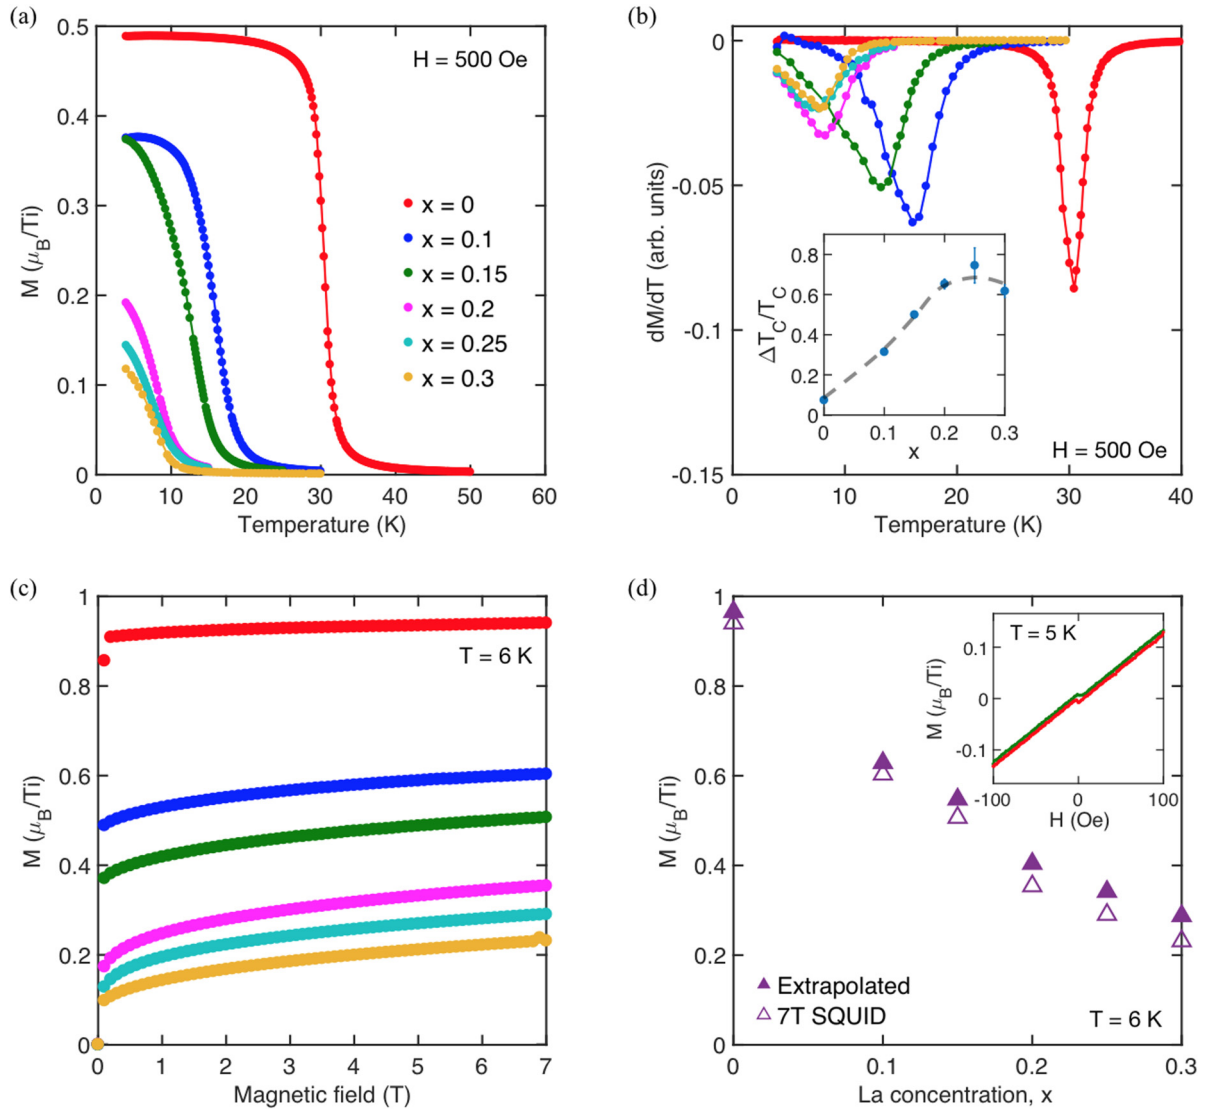 (a)
0.5
0.4
0.3
0.2
0.1
0
M (μB/Ti)
H = 500 Oe
x = 0
x = 0.1
x = 0.15
x = 0.2
x = 0.25
x = 0.3
0 10 20 30 40 50 60
Temperature (K)
(b)
0
-0.05
-0.1
-0.15
dM/dT (arb. units)
0.8
0.6
0.4
0.2
0
ΔTC/TC
0 0.1 0.2 0.3
x
H = 500 Oe
0 10 20 30 40
Temperature (K)
(c)
1
0.8
0.6
0.4
0.2
0
M (μB/Ti)
T = 6 K
0 1 2 3 4 5 6 7
Magnetic field (T)
(d)
1
0.8
0.6
0.4
0.2
0
M (μB/Ti)
T = 5 K
0.1
0
-0.1
M (μB/Ti)
-100 0 100
H (Oe)
Extrapolated
7T SQUID
T = 6 K
0 0.1 0.2 0.3
La concentration, x